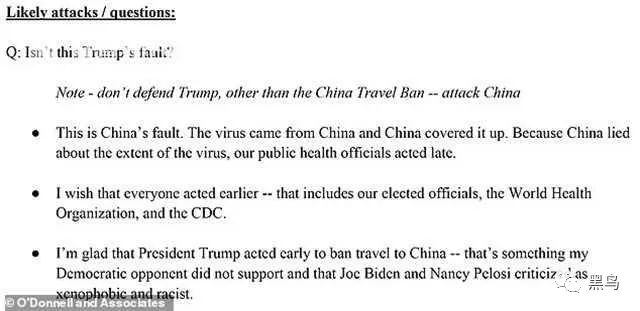 Likely attacks / questions:
Q: Isn't this Trump's fault?
Note - don't defend Trump, other than the China Travel Ban -- attack China
● This is China's fault. The virus came from China and China covered it up. Because China lied
about the extent of the virus, our public health officials acted late.
● I wish that everyone acted earlier -- that includes our elected officials, the World Health
Organization, and the CDC.
● I'm glad that President Trump acted early to ban travel to China -- that's something my
Democratic opponent did not support and that Joe Biden and Nancy Pelosi criticized as
xenophobic and racist.
© O'Donnell and Associates
黑鸟